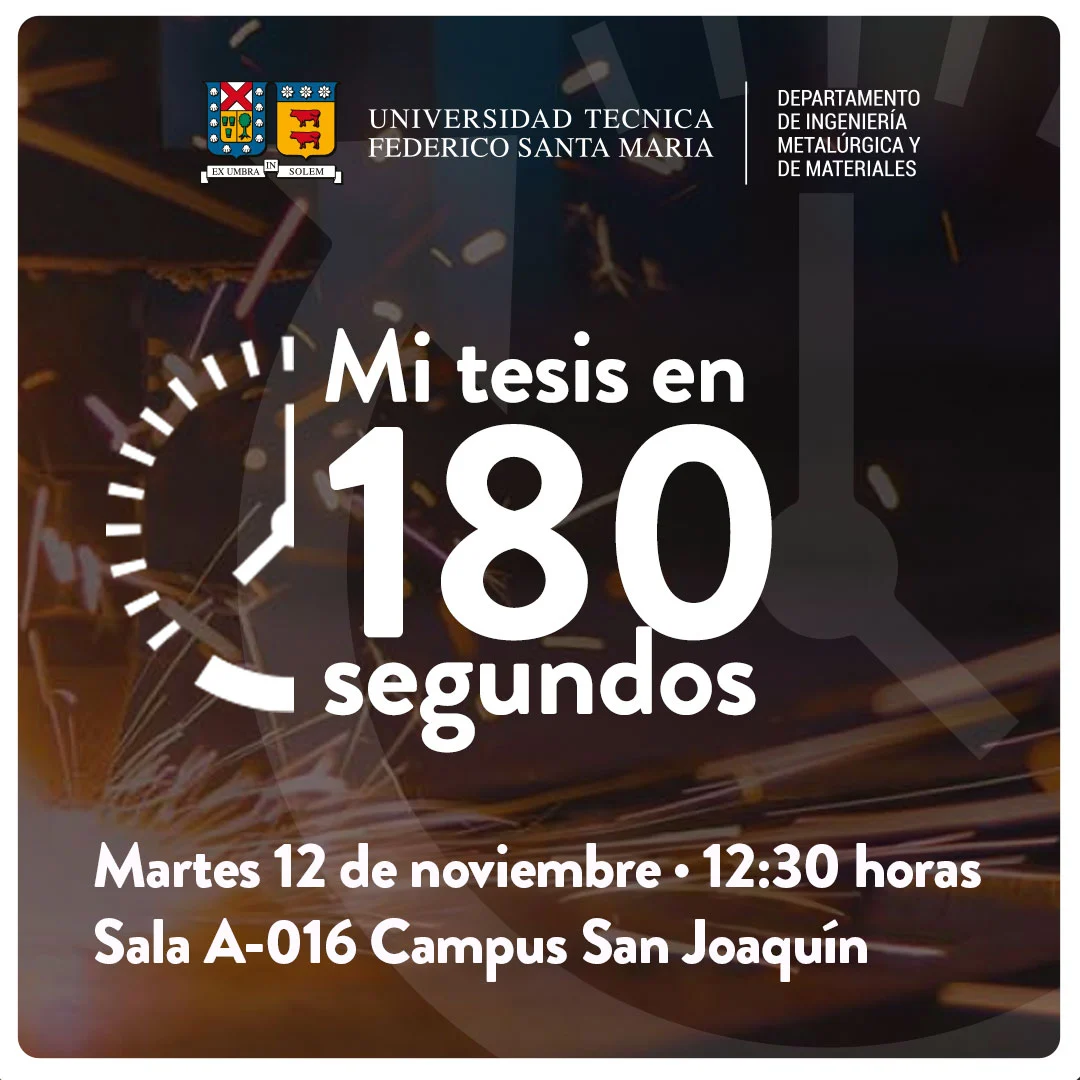 EX UMBRA IN SOLEM
UNIVERSIDAD TECNICA
FEDERICO SANTA MARIA
DEPARTAMENTO
DE INGENIERÍA
METALÚRGICA Y
DE MATERIALES
Mi tesis en
180
segundos
Martes 12 de noviembre • 12:30 horas
Sala A-016 Campus San Joaquín